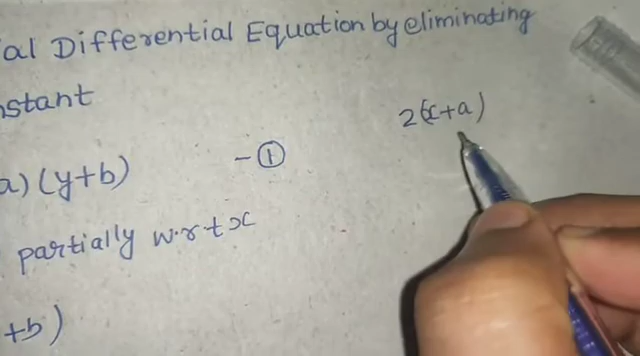 al Differential Equation by eliminating
nstant
2(x+a)
a) (y+b) - ①
partially w.r.t x
+b)